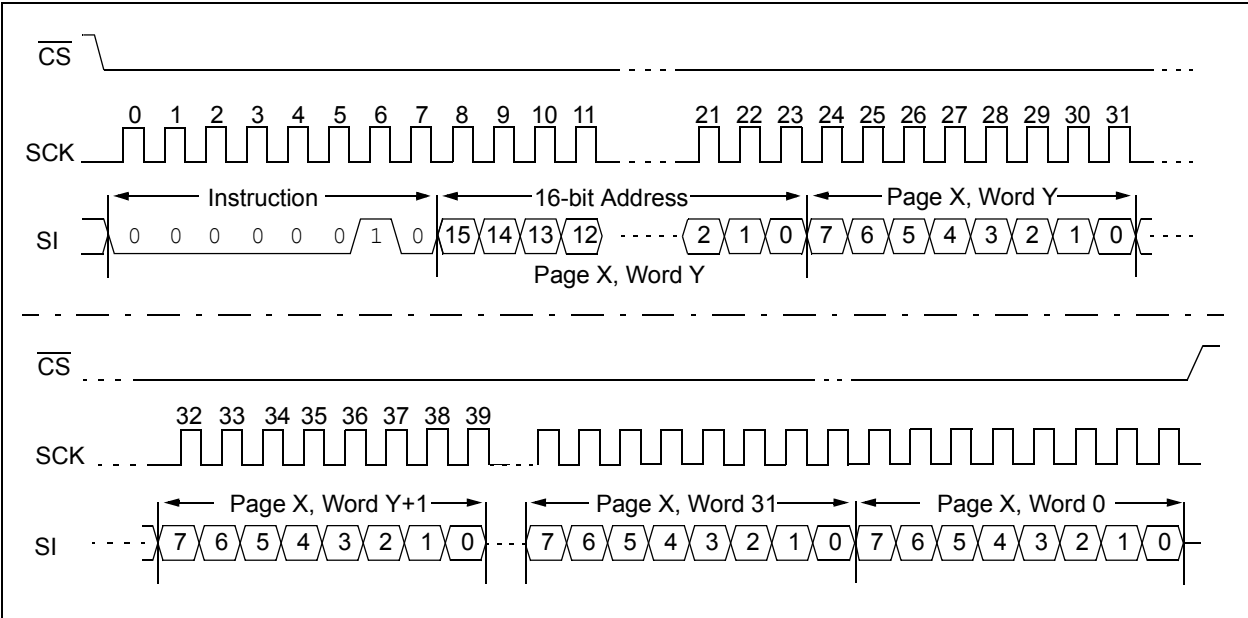 CS
0 1 2 3 4 5 6 7 8 9 10 11 21 22 23 24 25 26 27 28 29 30 31
SCK
Instruction 16-bit Address Page X, Word Y
SI 0 0 0 0 0 0 1 0 15 14 13 12 2 1 0 7 6 5 4 3 2 1 0
Page X, Word Y
CS
32 33 34 35 36 37 38 39
SCK
Page X, Word Y+1 Page X, Word 31 Page X, Word 0
SI 7 6 5 4 3 2 1 0 7 6 5 4 3 2 1 0 7 6 5 4 3 2 1 0